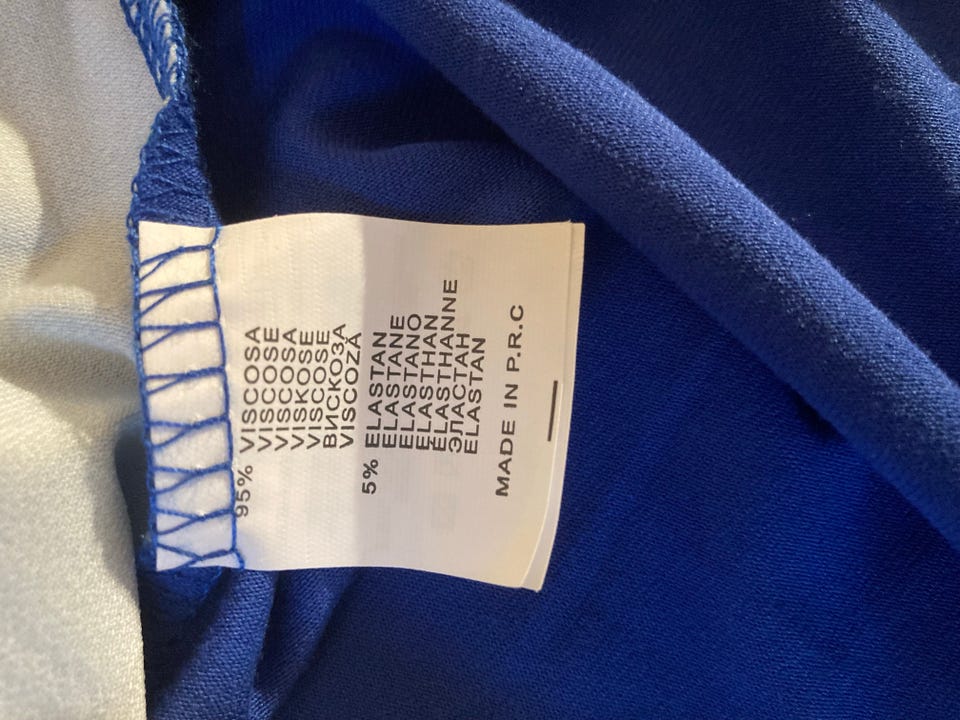 95% VISCOSA
VISCOSE
VISCOSA
VISKOSE
VISCOSE
ВИСКОЗА
VISCOZĂ
5% ELASTAN
ELASTANE
ELASTANO
ELASTHAN
ELASTHANNE
ЭЛАСТАН
ELASTAN
MADE IN P.R.C